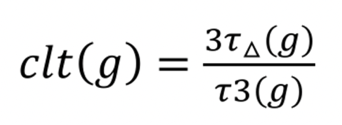 clt(g) = 3τ△(g) / τ3(g)